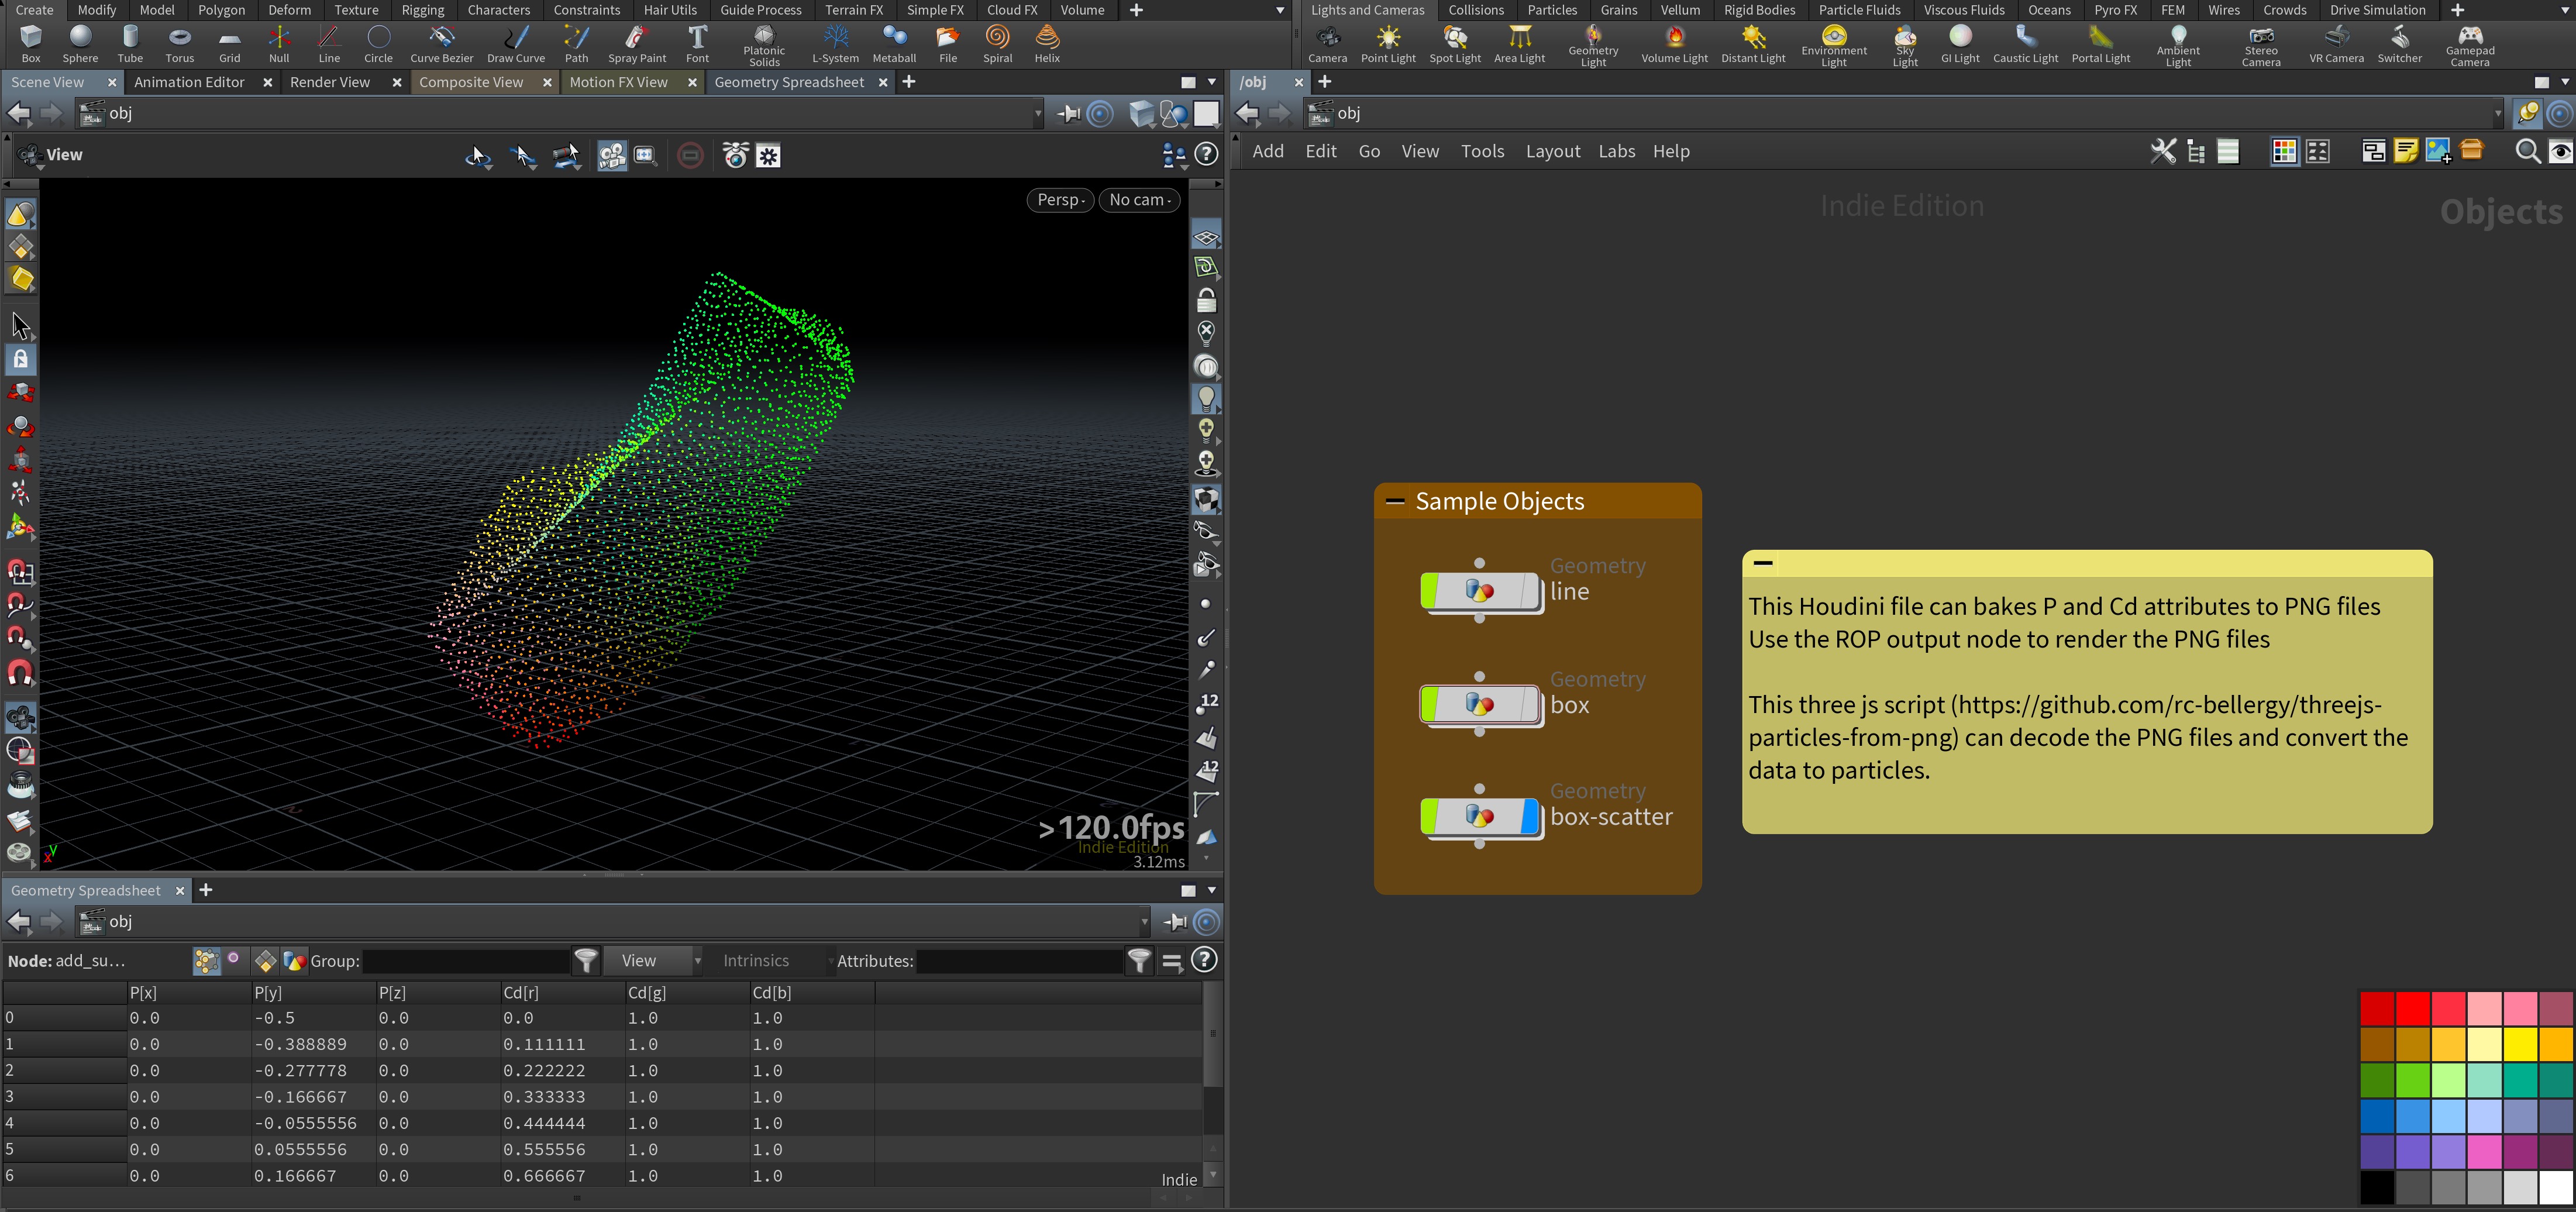 Create Modify Model Polygon Deform Texture Rigging Characters Constraints Hair Utils Guide Process Terrain FX Simple FX Cloud FX Volume
Box Sphere Tube Torus Grid Null Line Circle Curve Bezier Draw Curve Path Spray Paint Font Platonic Solids L-System Metaball File Spiral Helix
Lights and Cameras Collisions Particles Grains Vellum Rigid Bodies Particle Fluids Viscous Fluids Oceans Pyro FX FEM Wires Crowds Drive Simulation
Camera Point Light Spot Light Area Light Geometry Light Volume Light Distant Light Environment Light Sky Light GI Light Caustic Light Portal Light Ambient Light Stereo Camera VR Camera Switcher Gamepad Camera
Scene View Animation Editor Render View Composite View Motion FX View Geometry Spreadsheet
obj
View
Persp No cam
12
12
>120.0fps
Indie Edition
3.12ms
y
x
Geometry Spreadsheet
obj
Node: add_su... Group: View Intrinsics Attributes:
P[x] P[y] P[z] Cd[r] Cd[g] Cd[b]
0 0.0 -0.5 0.0 0.0 1.0 1.0
1 0.0 -0.388889 0.0 0.111111 1.0 1.0
2 0.0 -0.277778 0.0 0.222222 1.0 1.0
3 0.0 -0.166667 0.0 0.333333 1.0 1.0
4 0.0 -0.0555556 0.0 0.444444 1.0 1.0
5 0.0 0.0555556 0.0 0.555556 1.0 1.0
6 0.0 0.166667 0.0 0.666667 1.0 1.0
Indie
/obj
obj
Add Edit Go View Tools Layout Labs Help
Indie Edition
Objects
Sample Objects
Geometry
line
Geometry
box
Geometry
box-scatter
This Houdini file can bakes P and Cd attributes to PNG files
Use the ROP output node to render the PNG files
This three js script (https://github.com/rc-bellergy/threejs-
particles-from-png) can decode the PNG files and convert the
data to particles.